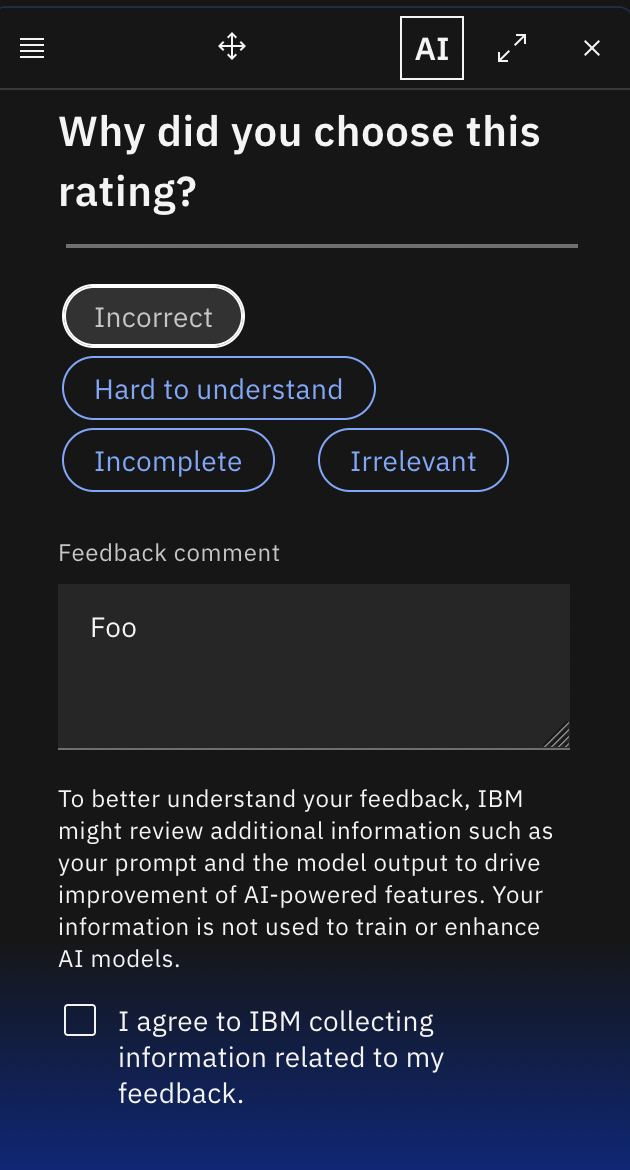 AI
Why did you choose this
rating?
Incorrect
Hard to understand
Incomplete Irrelevant
Feedback comment
Foo
To better understand your feedback, IBM
might review additional information such as
your prompt and the model output to drive
improvement of AI-powered features. Your
information is not used to train or enhance
AI models.
I agree to IBM collecting
information related to my
feedback.